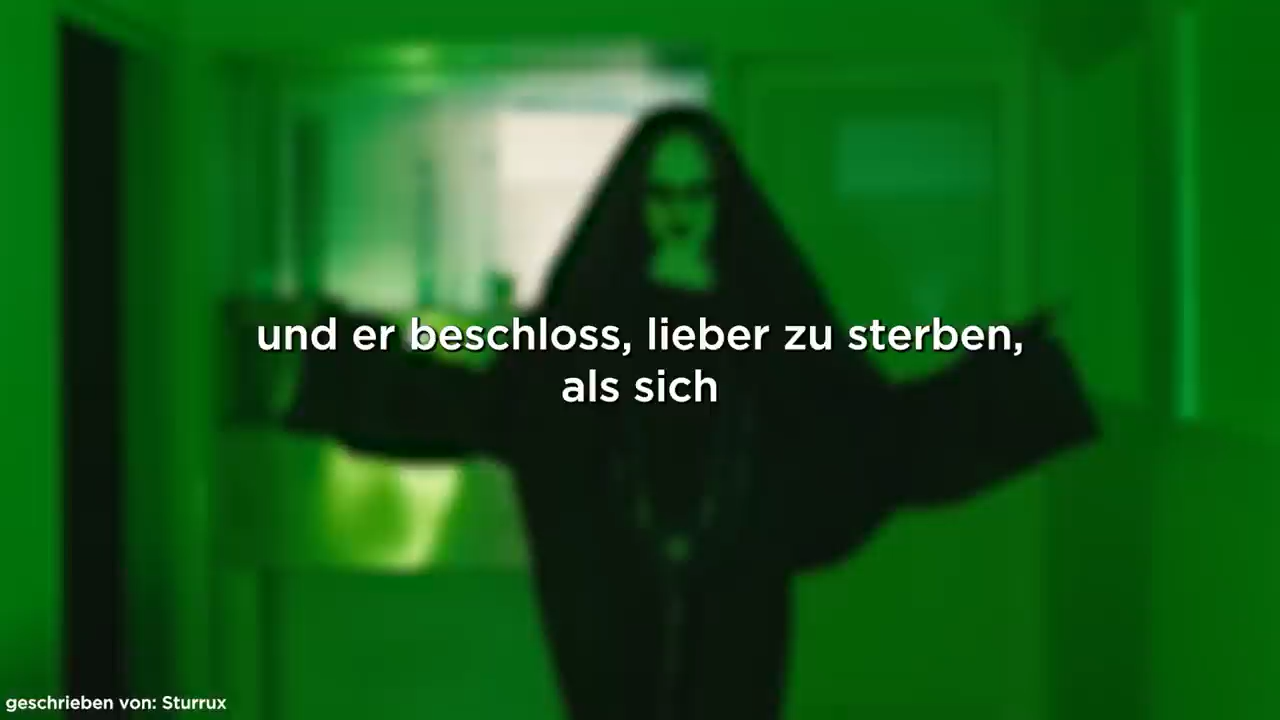 und er beschloss, lieber zu sterben,
als sich
geschrieben von: Sturrux